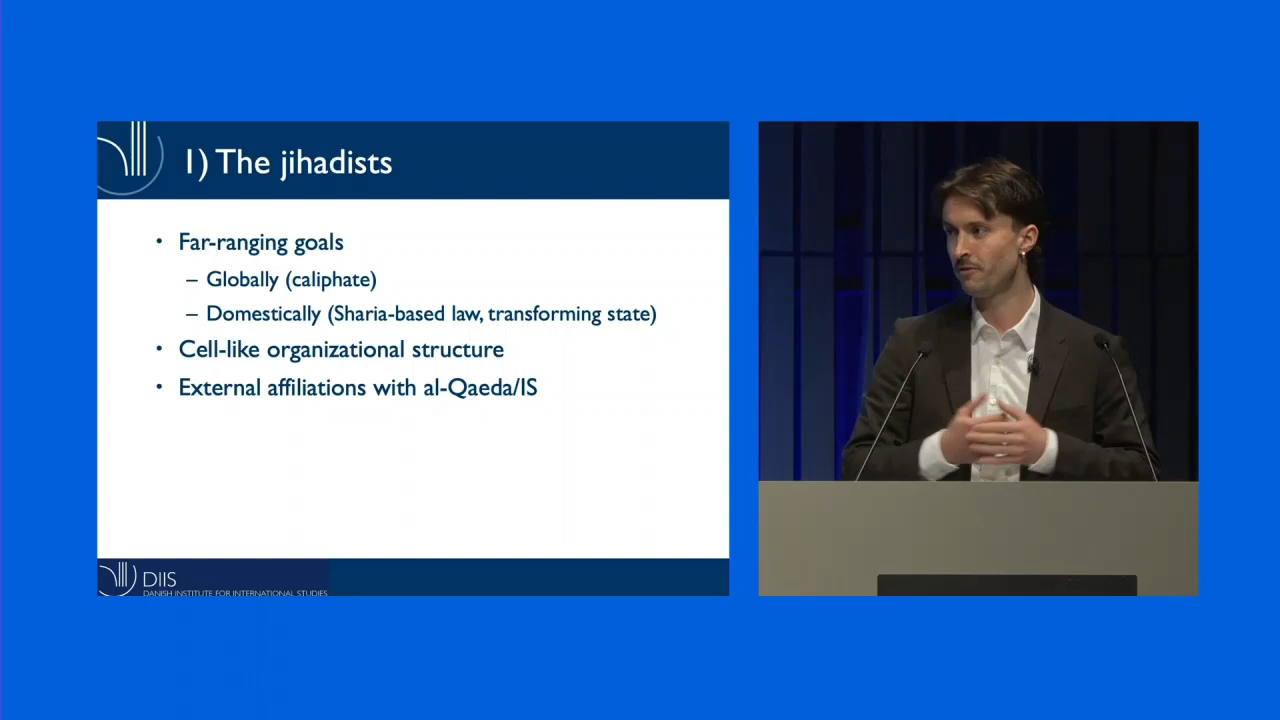 1) The jihadists
• Far-ranging goals
– Globally (caliphate)
– Domestically (Sharia-based law, transforming state)
• Cell-like organizational structure
• External affiliations with al-Qaeda/IS
DIIS
DANISH INSTITUTE FOR INTERNATIONAL STUDIES